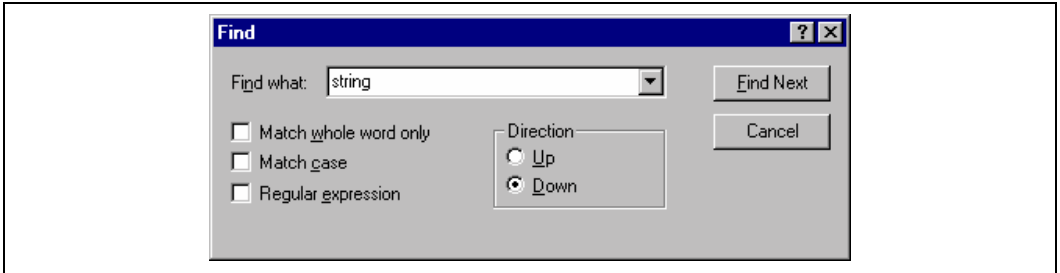 Find
Find what: string
Find Next
Match whole word only
Match case
Regular expression
Direction
Up
Down
Cancel